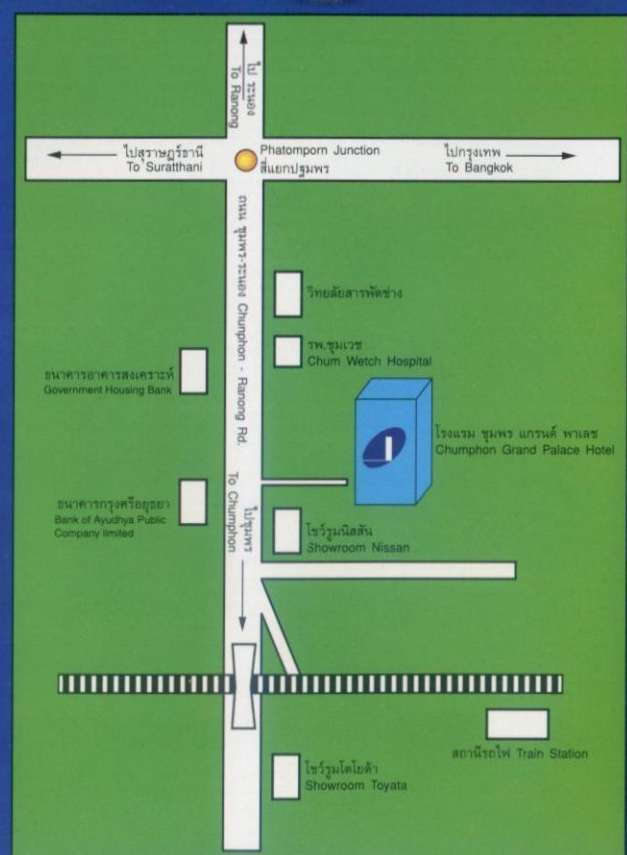 ไป ระนอง
To Ranong
ไปสุราษฎร์ธานี
To Suratthani
Phatomporn Junction
สี่แยกปฐมพร
ไปกรุงเทพ
To Bangkok
ถนน ชุมพร-ระนอง Chunphon - Ranong Rd.
วิทยลัยสารพัดช่าง
รพ.ชุมเวช
Chum Wetch Hospital
ธนาคารอาคารสงเคราะห์
Government Housing Bank
โรงแรม ชุมพร แกรนด์ พาเลช
Chumphon Grand Palace Hotel
ธนาคารกรุงศรีอยุธยา
Bank of Ayudhya Public
Company limited
ไปชุมพร
To Chumphon
โชว์รูมนิสสัน
Showroom Nissan
สถานีรถไฟ Train Station
โชว์รูมโตโยต้า
Showroom Toyata